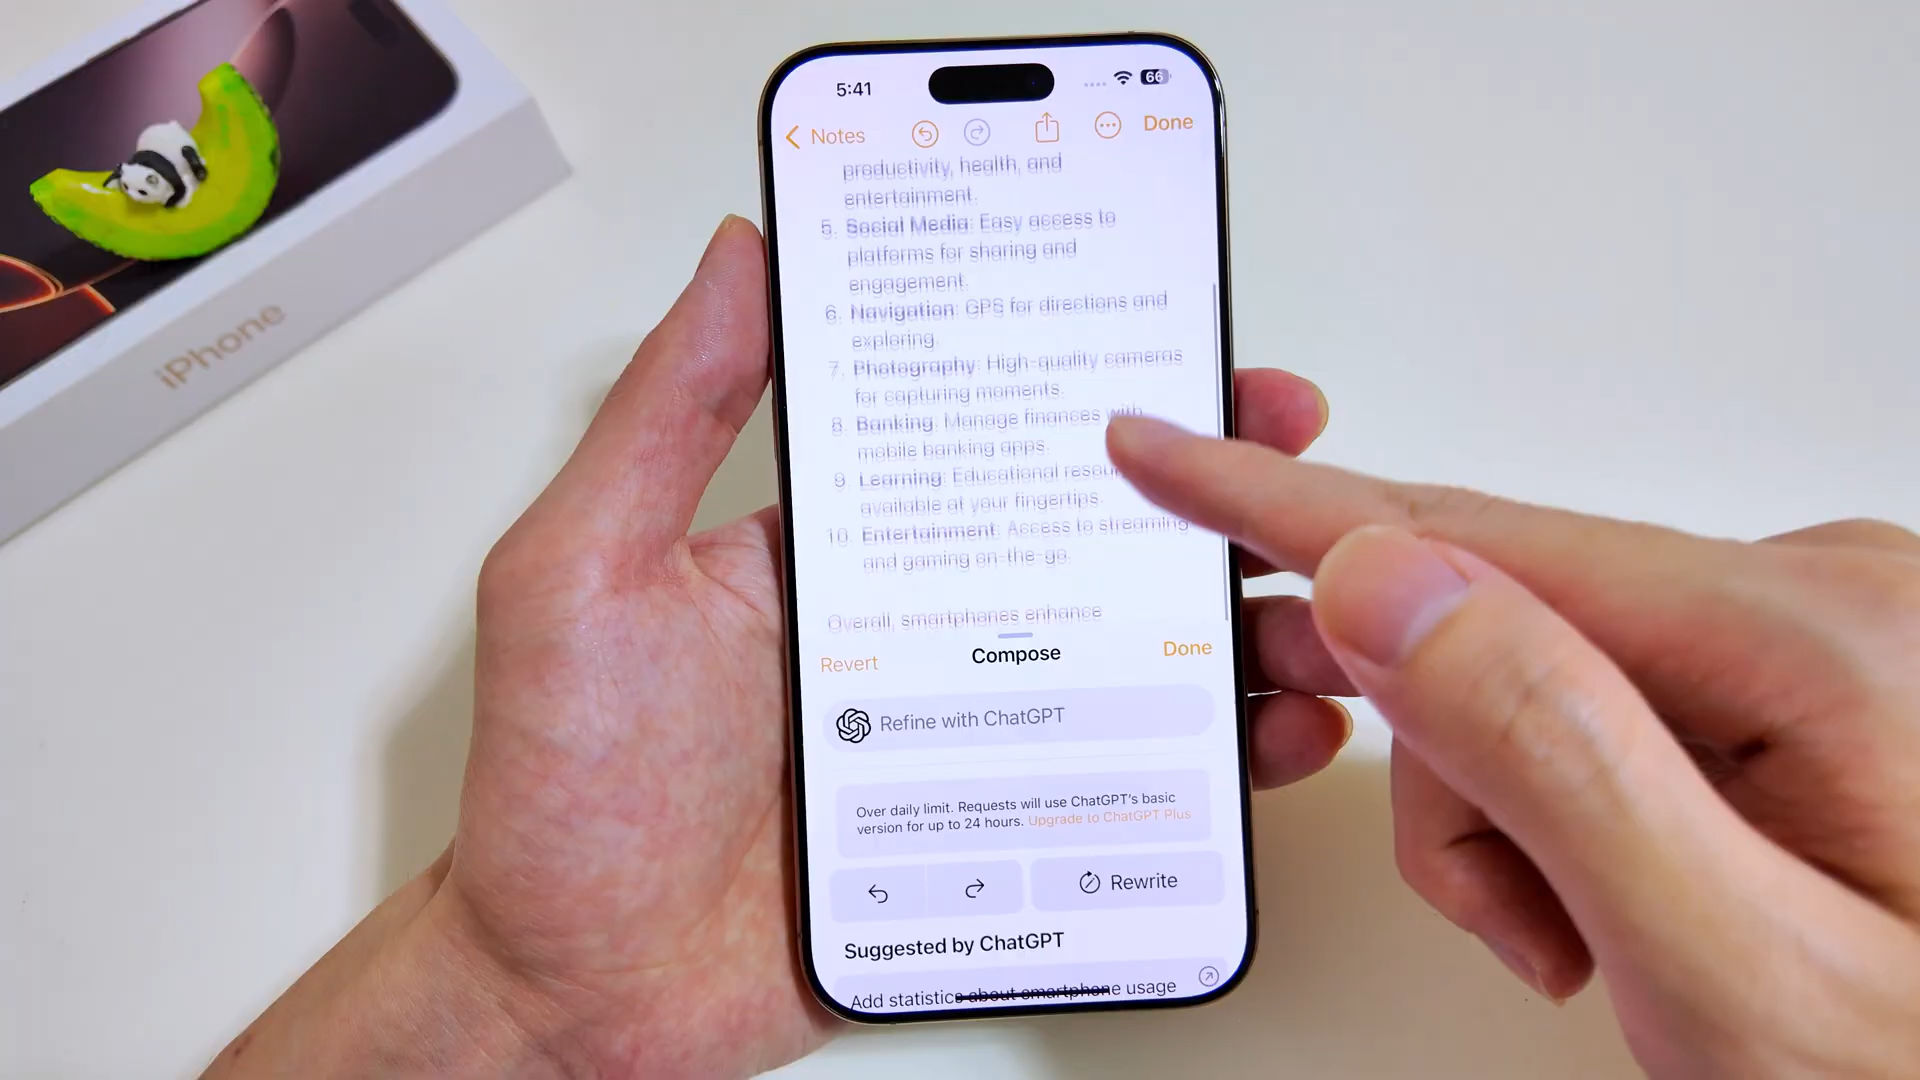 iPhone
5:41
66
Notes
Done
productivity, health, and
entertainment.
5. Social Media: Easy access to
platforms for sharing and
engagement.
6. Navigation: GPS for directions and
exploring.
7. Photography: High-quality cameras
for capturing moments.
8. Banking: Manage finances with
mobile banking apps.
9. Learning: Educational
available at your fingertips.
10. Entertainment: Access to streaming
and gaming on-the-go.
Overall, smartphones enhance
Revert
Compose
Done
Refine with ChatGPT
Over daily limit. Requests will use ChatGPT's basic
version for up to 24 hours. Upgrade to ChatGPT Plus
Rewrite
Suggested by ChatGPT
Add statistics about smartphone usage